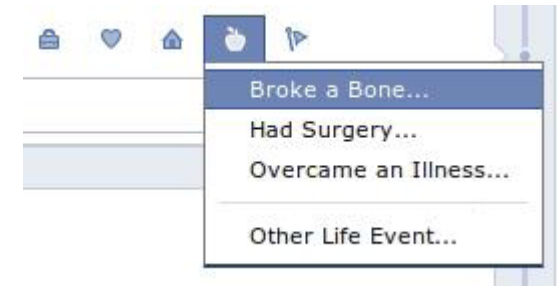 Broke a Bone...
Had Surgery...
Overcame an Illness...
Other Life Event...